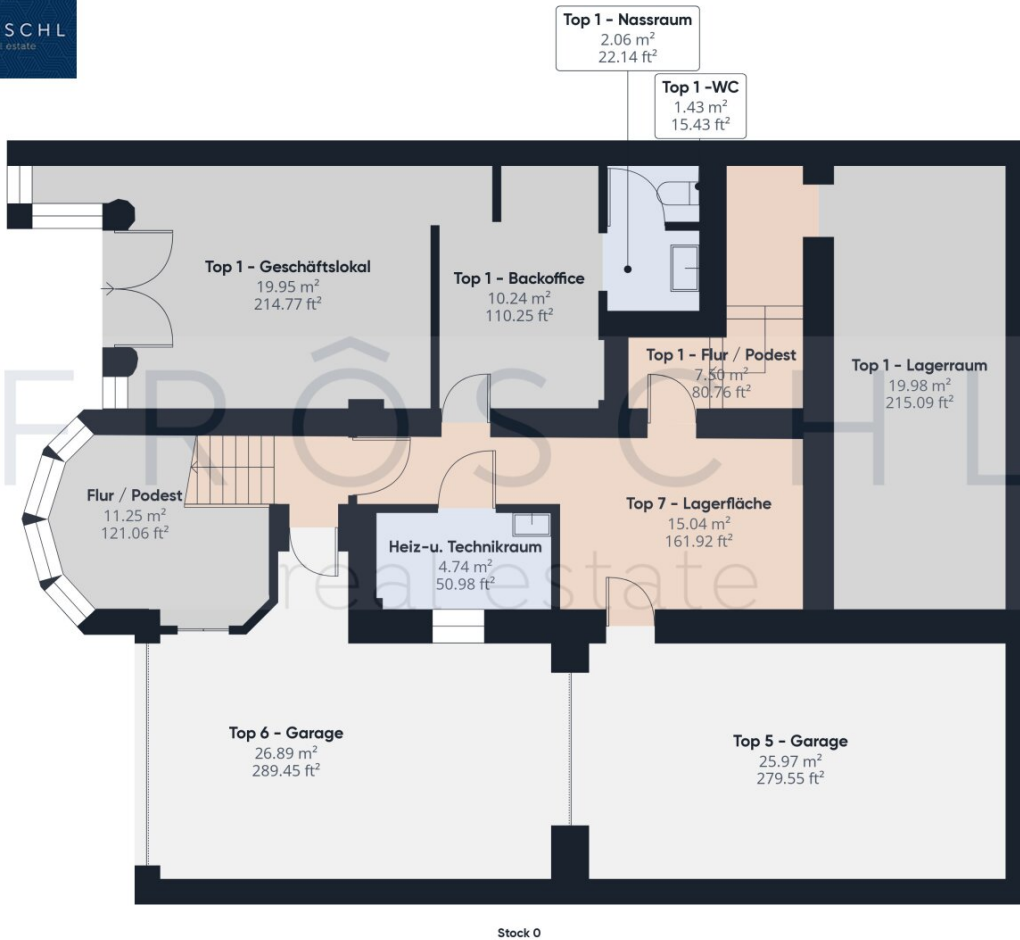 SCHL
estate
Top 1 - Nassraum
2.06 m²
22.14 ft²
Top 1 -WC
1.43 m²
15.43 ft²
Top 1 - Geschäftslokal
19.95 m²
214.77 ft²
Top 1 - Backoffice
10.24 m²
110.25 ft²
Top 1 - Flur / Podest
7.50 m²
80.76 ft²
Top 1 - Lagerraum
19.98 m²
215.09 ft²
FRÖSCHL
real estate
Flur / Podest
11.25 m²
121.06 ft²
Top 7 - Lagerfläche
15.04 m²
161.92 ft²
Heiz-u. Technikraum
4.74 m²
50.98 ft²
Top 6 - Garage
26.89 m²
289.45 ft²
Top 5 - Garage
25.97 m²
279.55 ft²
Stock 0